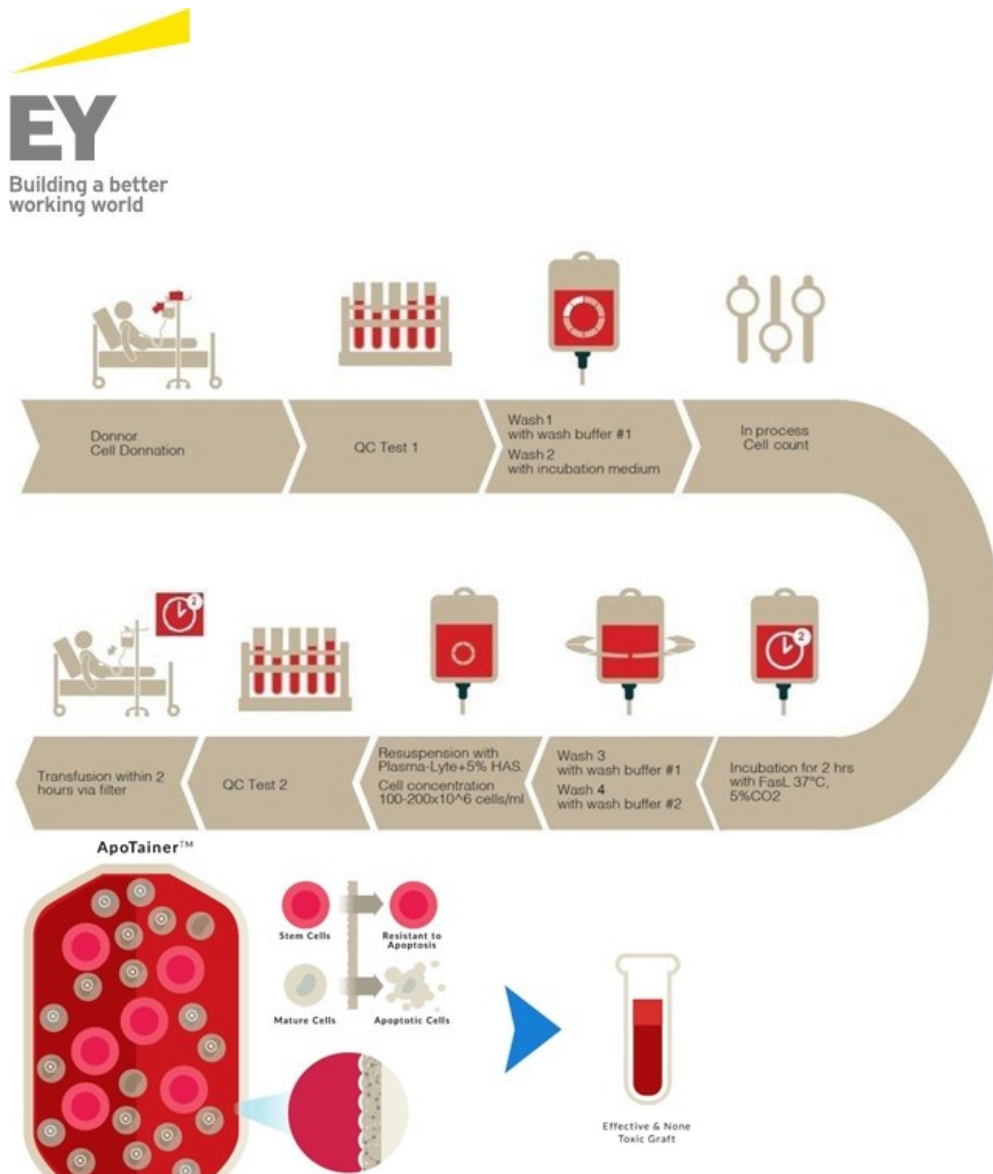 EY
Building a better
working world
Donnor
Cell Donnation
QC Test 1
Wash 1
with wash buffer #1
Wash 2
with incubation medium
In process
Cell count
2
2
Transfusion within 2
hours via filter
QC Test 2
Resuspension with
Plasma-Lyte+5% HAS.
Cell concentration
100-200x10^6 cells/ml
Wash 3
with wash buffer #1
Wash 4
with wash buffer #2
Incubation for 2 hrs
with FasL 37ºC,
5%CO2
ApoTainer™
Stem Cells
Resistant to
Apoptosis
Mature Cells
Apoptotic Cells
Effective & None
Toxic Graft